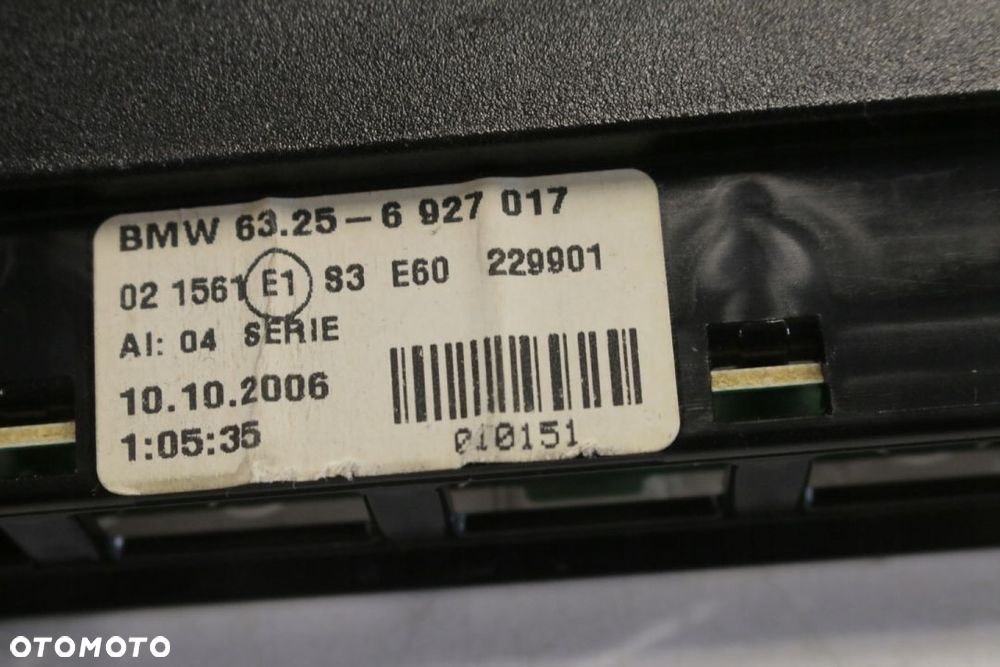 BMW 63.25-6 927 017
02 1561 E1 S3 E60 229901
AI: 04 SERIE
10.10.2006
1:05:35
010151
OTOMOTO